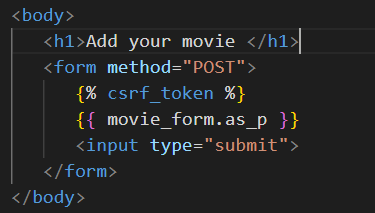 <body>
<h1>Add your movie </h1>
<form method="POST">
{% csrf_token %}
{{ movie_form.as_p }}
<input type="submit">
</form>
</body>